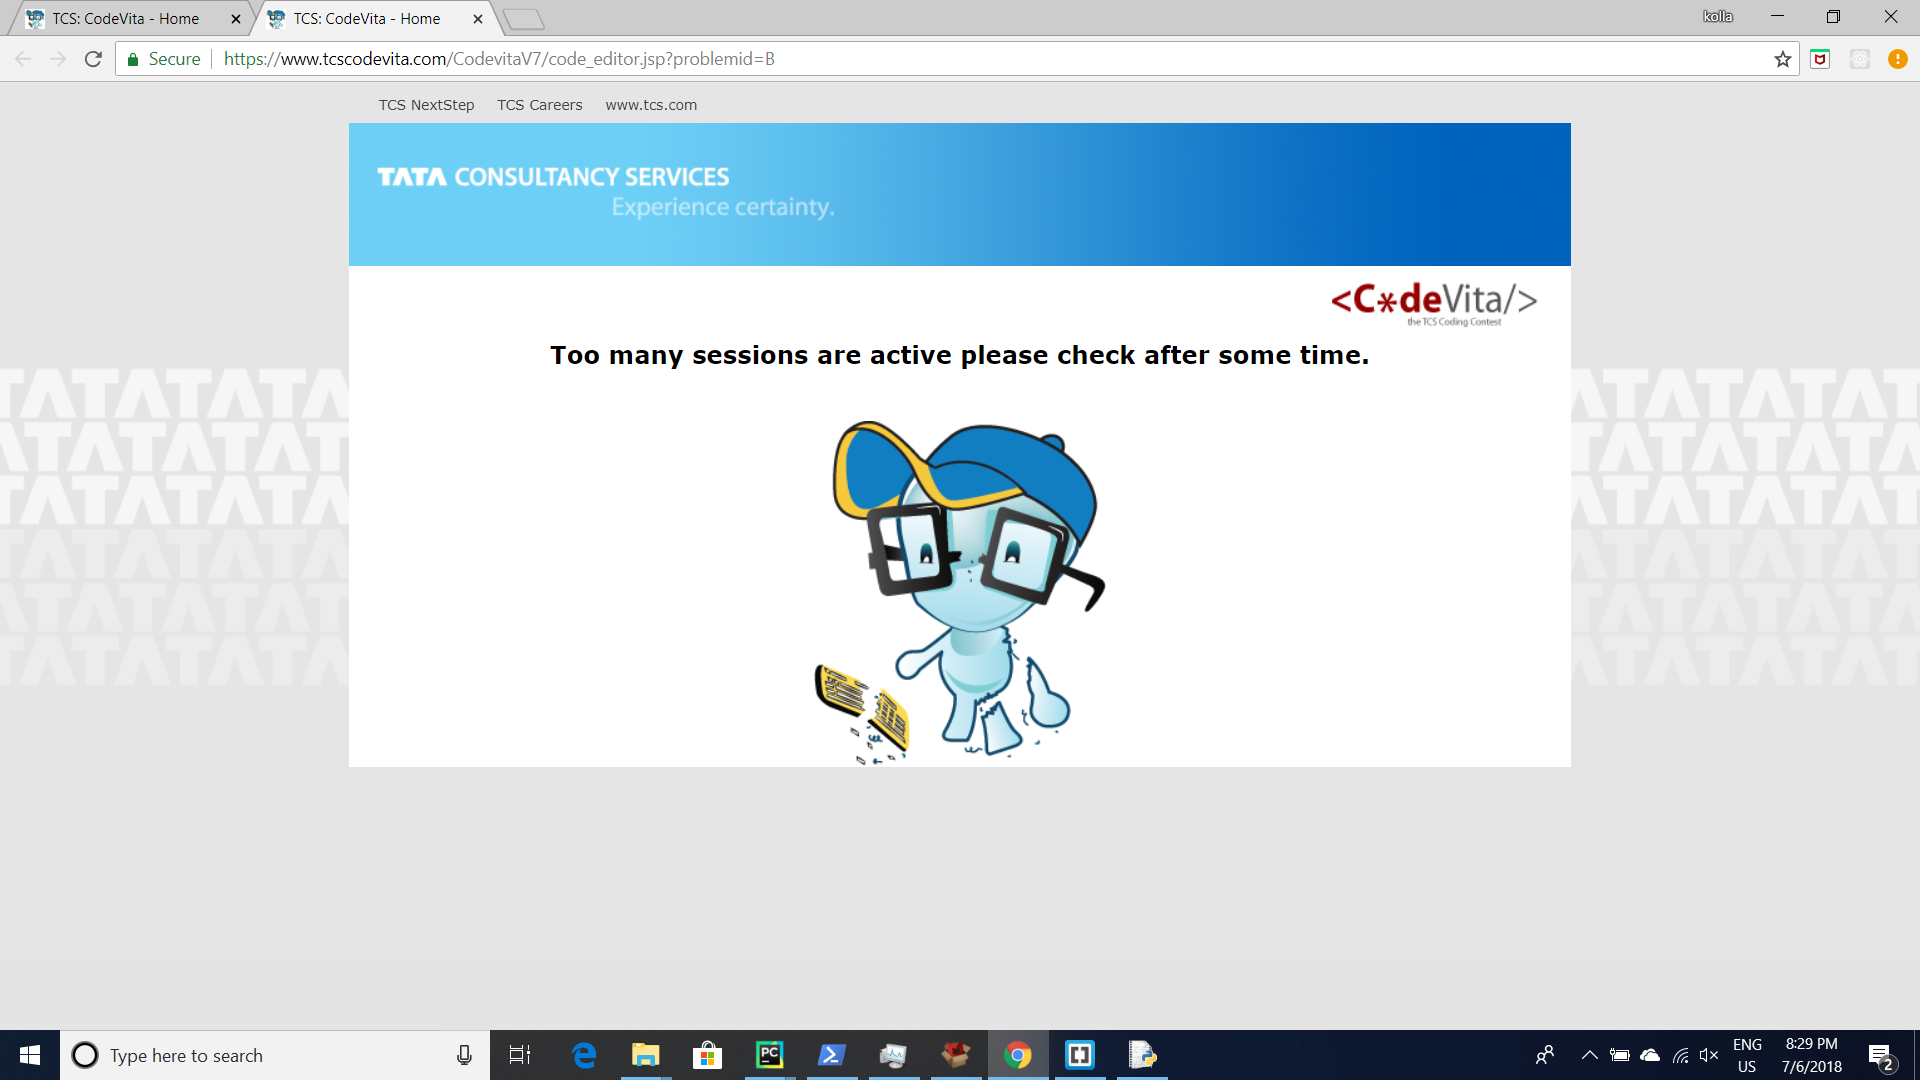 TCS: CodeVita - Home
TCS: CodeVita - Home
kolla
Secure
https://www.tcscodevita.com/CodevitaV7/code_editor.jsp?problemid=B
TCS NextStep TCS Careers www.tcs.com
TATA CONSULTANCY SERVICES
Experience certainty.
<C*deVita/>
the TCS Coding Contest
Too many sessions are active please check after some time.
Type here to search
PC
ENG
US
8:29 PM
7/6/2018
2